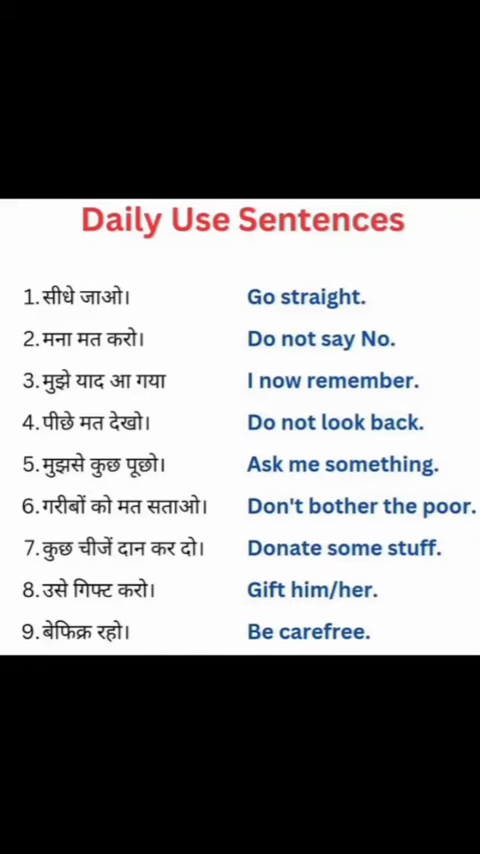 Daily Use Sentences
1. सीधे जाओ। Go straight.
2. मना मत करो। Do not say No.
3. मुझे याद आ गया I now remember.
4. पीछे मत देखो। Do not look back.
5. मुझसे कुछ पूछो। Ask me something.
6. गरीबों को मत सताओ। Don't bother the poor.
7. कुछ चीजें दान कर दो। Donate some stuff.
8. उसे गिफ्ट करो। Gift him/her.
9. बेफिक्र रहो। Be carefree.